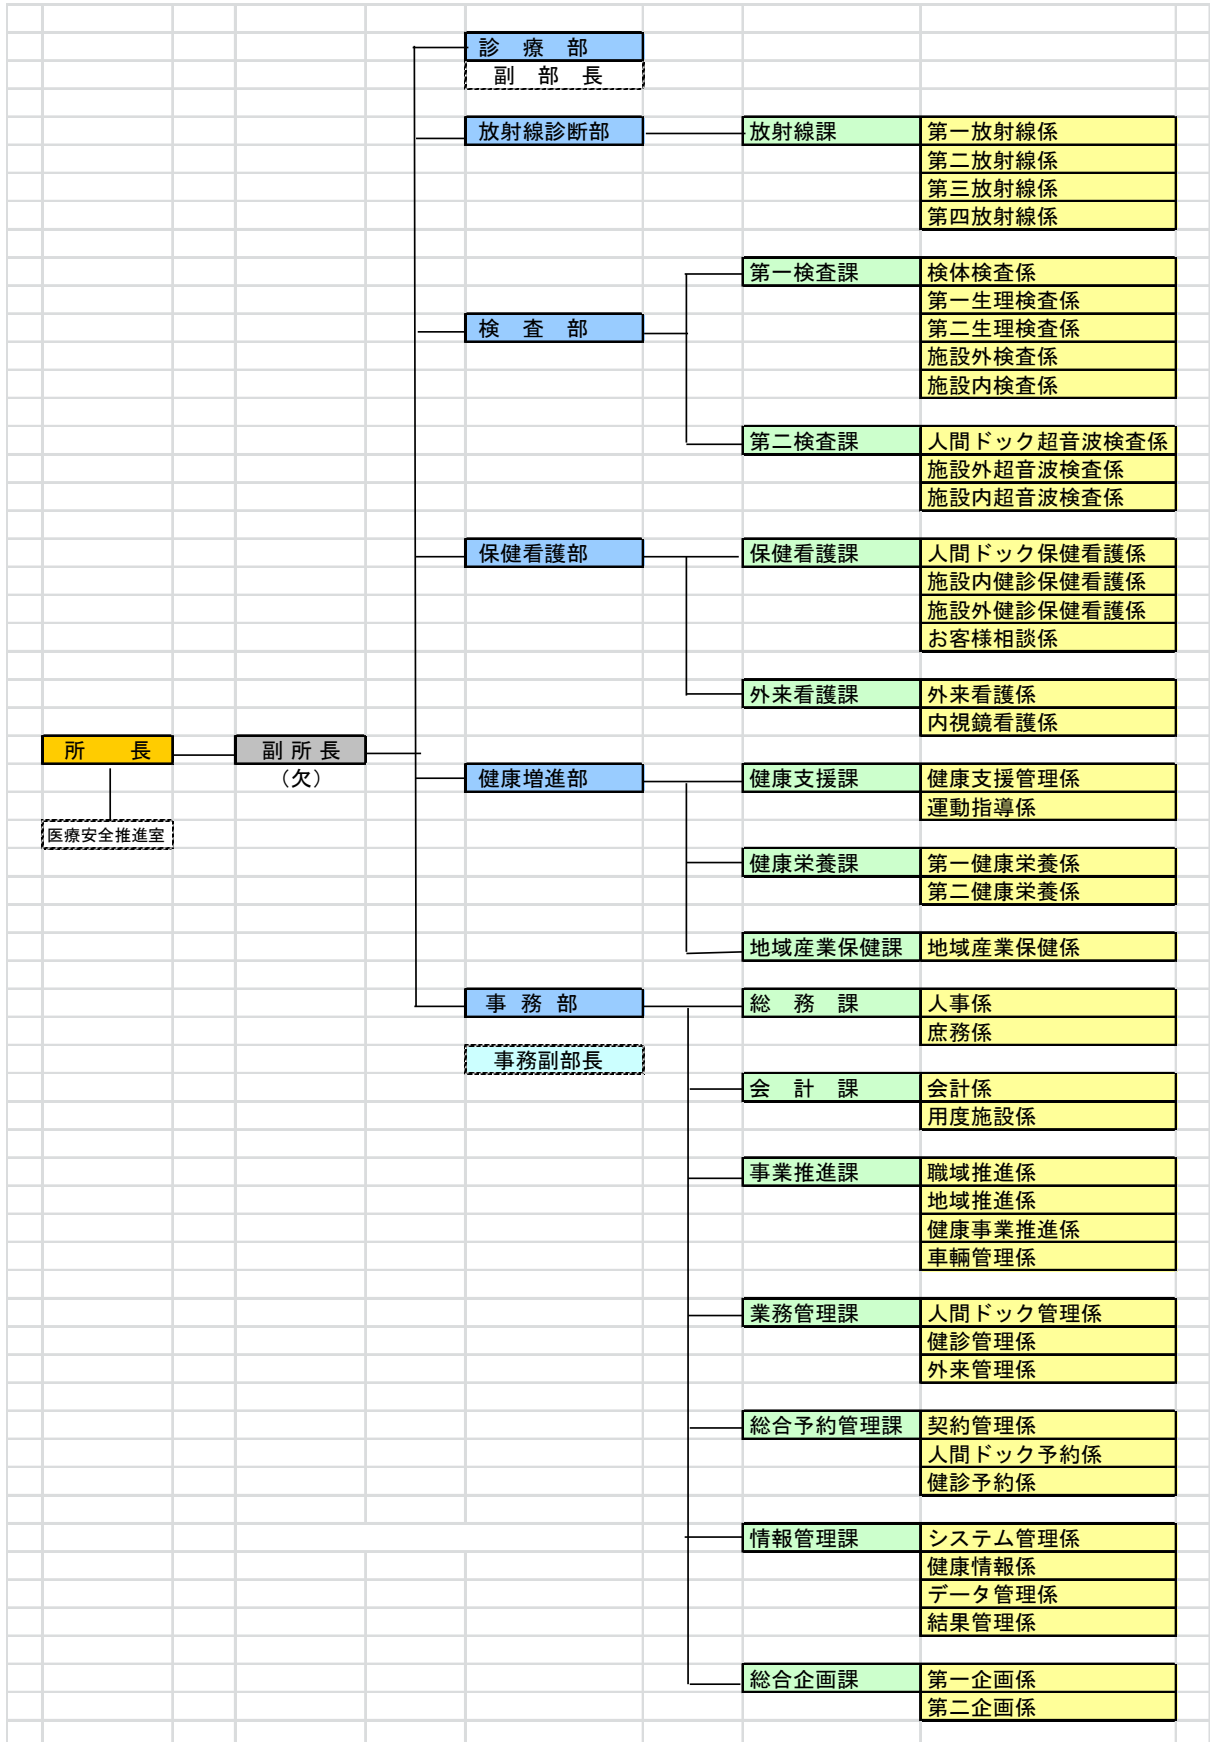 診 療 部
副 部 長
放射線診断部 放射線課 第一放射線係
第二放射線係
第三放射線係
第四放射線係
第一検査課 検体検査係
第一生理検査係
検 査 部 第二生理検査係
施設外検査係
施設内検査係
第二検査課 人間ドック超音波検査係
施設外超音波検査係
施設内超音波検査係
保健看護部 保健看護課 人間ドック保健看護係
施設内健診保健看護係
施設外健診保健看護係
お客様相談係
外来看護課 外来看護係
内視鏡看護係
所 長 副 所 長
(欠) 健康増進部 健康支援課 健康支援管理係
運動指導係
医療安全推進室
健康栄養課 第一健康栄養係
第二健康栄養係
地域産業保健課 地域産業保健係
事 務 部 総 務 課 人事係
庶務係
事務副部長
会 計 課 会計係
用度施設係
事業推進課 職域推進係
地域推進係
健康事業推進係
車輛管理係
業務管理課 人間ドック管理係
健診管理係
外来管理係
総合予約管理課 契約管理係
人間ドック予約係
健診予約係
情報管理課 システム管理係
健康情報係
データ管理係
結果管理係
総合企画課 第一企画係
第二企画係